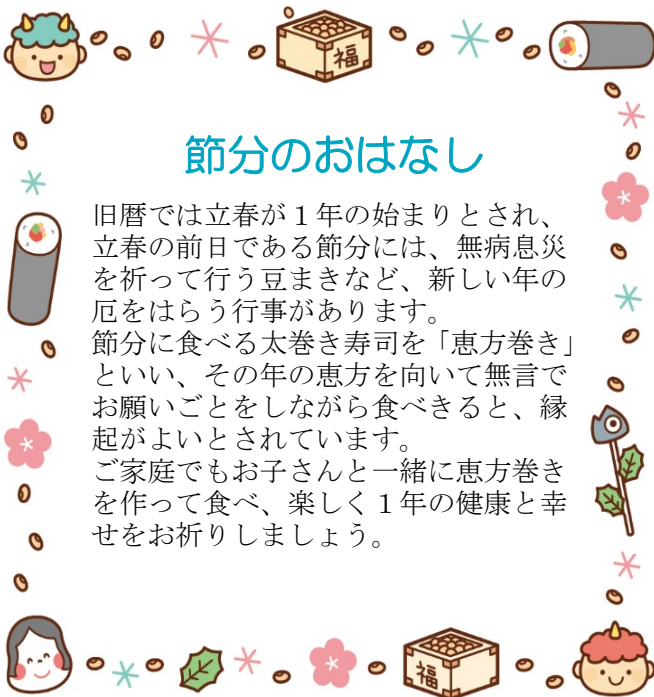 福
節分のおはなし
旧暦では立春が１年の始まりとされ、
立春の前日である節分には、無病息災
を祈って行う豆まきなど、新しい年の
厄をはらう行事があります。
節分に食べる太巻き寿司を「恵方巻き」
といい、その年の恵方を向いて無言で
お願いごとをしながら食べきると、縁
起がよいとされています。
ご家庭でもお子さんと一緒に恵方巻き
を作って食べ、楽しく１年の健康と幸
せをお祈りしましょう。
福